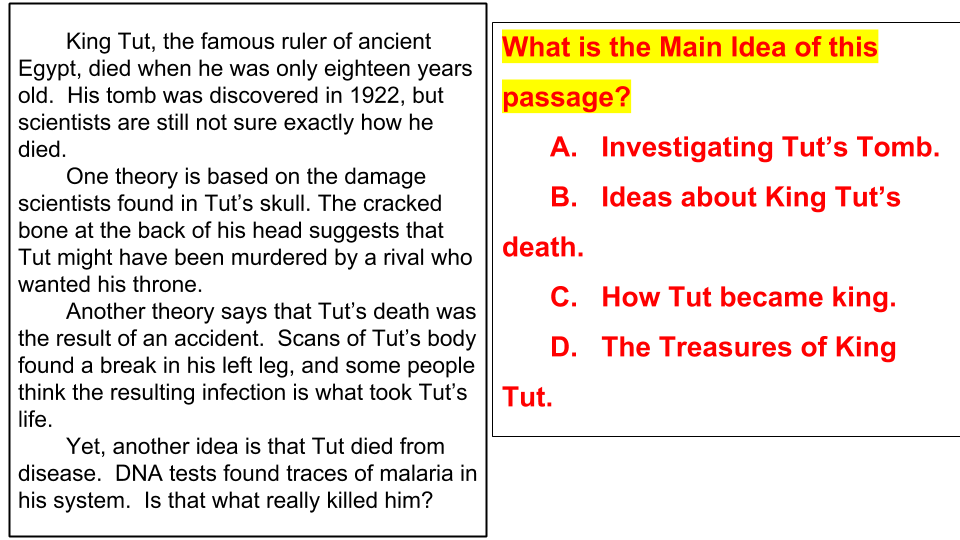 King Tut, the famous ruler of ancient
Egypt, died when he was only eighteen years
old.  His tomb was discovered in 1922, but
scientists are still not sure exactly how he
died.
One theory is based on the damage
scientists found in Tut’s skull. The cracked
bone at the back of his head suggests that
Tut might have been murdered by a rival who
wanted his throne.
Another theory says that Tut’s death was
the result of an accident.  Scans of Tut’s body
found a break in his left leg, and some people
think the resulting infection is what took Tut’s
life.
Yet, another idea is that Tut died from
disease.  DNA tests found traces of malaria in
his system.  Is that what really killed him?
What is the Main Idea of this
passage?
A. Investigating Tut’s Tomb.
B. Ideas about King Tut’s
death.
C. How Tut became king.
D. The Treasures of King
Tut.